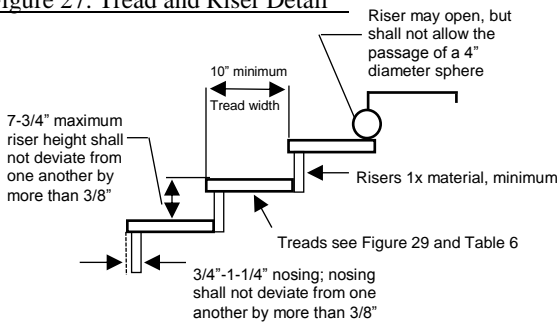 igure 27. Tread and Riser Detail
Riser may open, but
shall not allow the
passage of a 4”
diameter sphere
10” minimum
Tread width
7-3/4” maximum
riser height shall
not deviate from
one another by
more than 3/8”
Risers 1x material, minimum
Treads see Figure 29 and Table 6
3/4”-1-1/4” nosing; nosing
shall not deviate from one
another by more than 3/8”